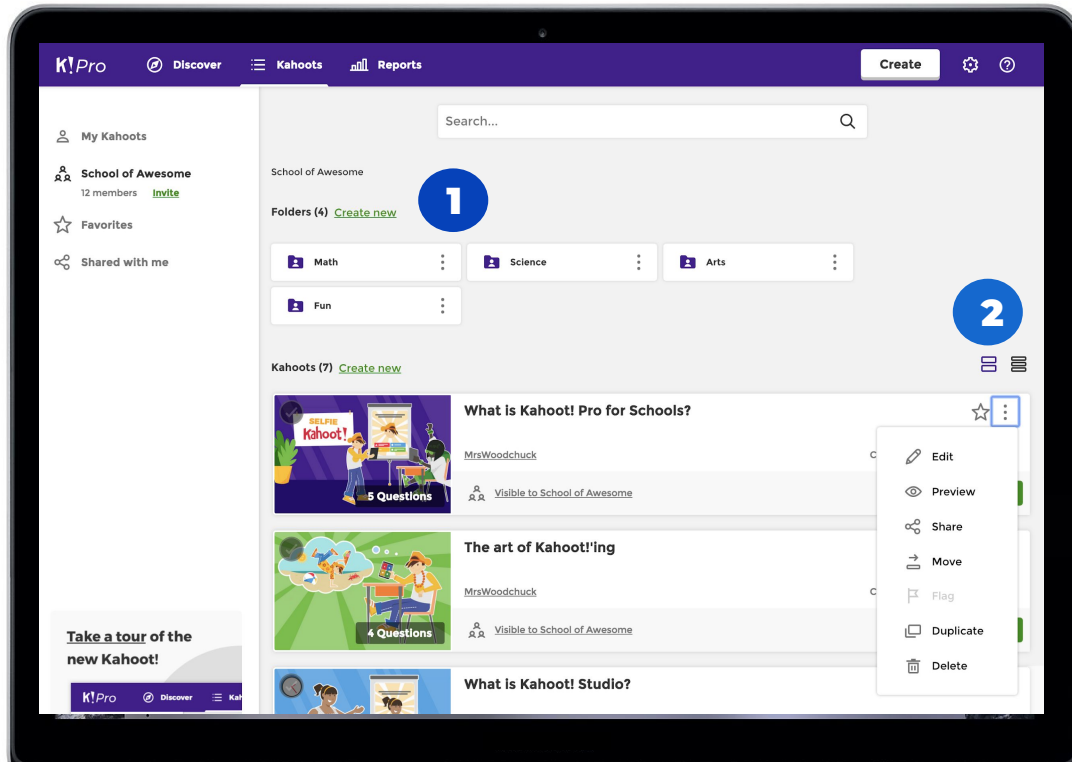 K!Pro
Discover
Kahoots
Reports
Create
Search...
My Kahoots
School of Awesome
12 members Invite
Favorites
Shared with me
School of Awesome
1
Folders (4) Create new
Math
Science
Arts
Fun
2
Kahoots (7) Create new
SELFIE
Kahoot!
5 Questions
What is Kahoot! Pro for Schools?
MrsWoodchuck
Visible to School of Awesome
Edit
Preview
Share
Move
Flag
Duplicate
Delete
4 Questions
The art of Kahoot!'ing
MrsWoodchuck
Visible to School of Awesome
What is Kahoot! Studio?
Take a tour of the
new Kahoot!
K!Pro
Discover